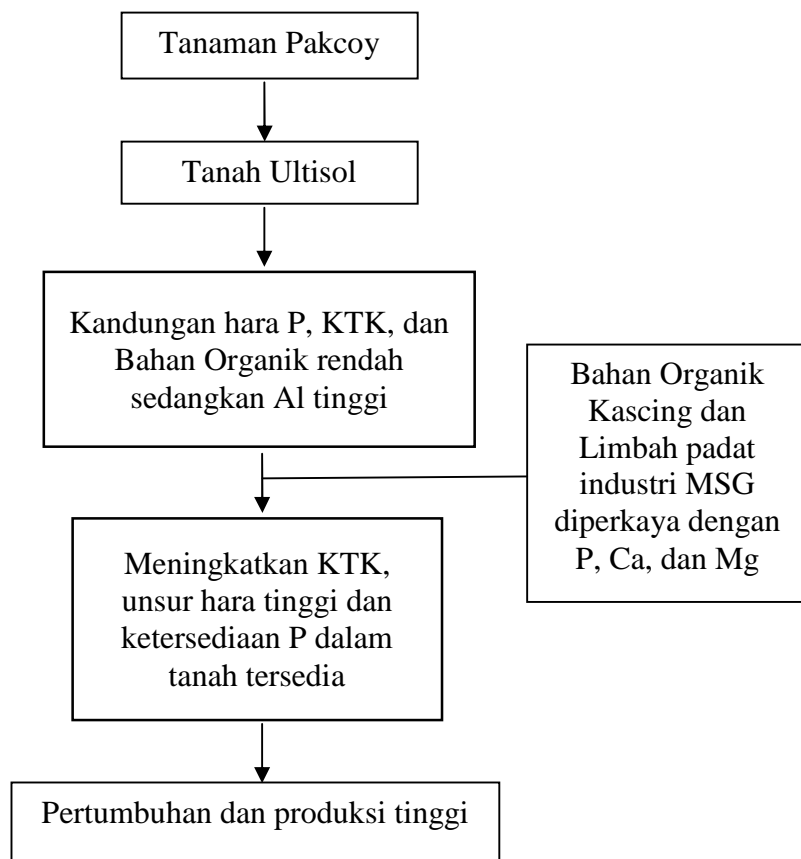 Tanaman Pakcoy
Tanah Ultisol
Kandungan hara P, KTK, dan
Bahan Organik rendah
sedangkan Al tinggi
Bahan Organik
Kascing dan
Limbah padat
industri MSG
diperkaya dengan
P, Ca, dan Mg
Meningkatkan KTK,
unsur hara tinggi dan
ketersediaan P dalam
tanah tersedia
Pertumbuhan dan produksi tinggi